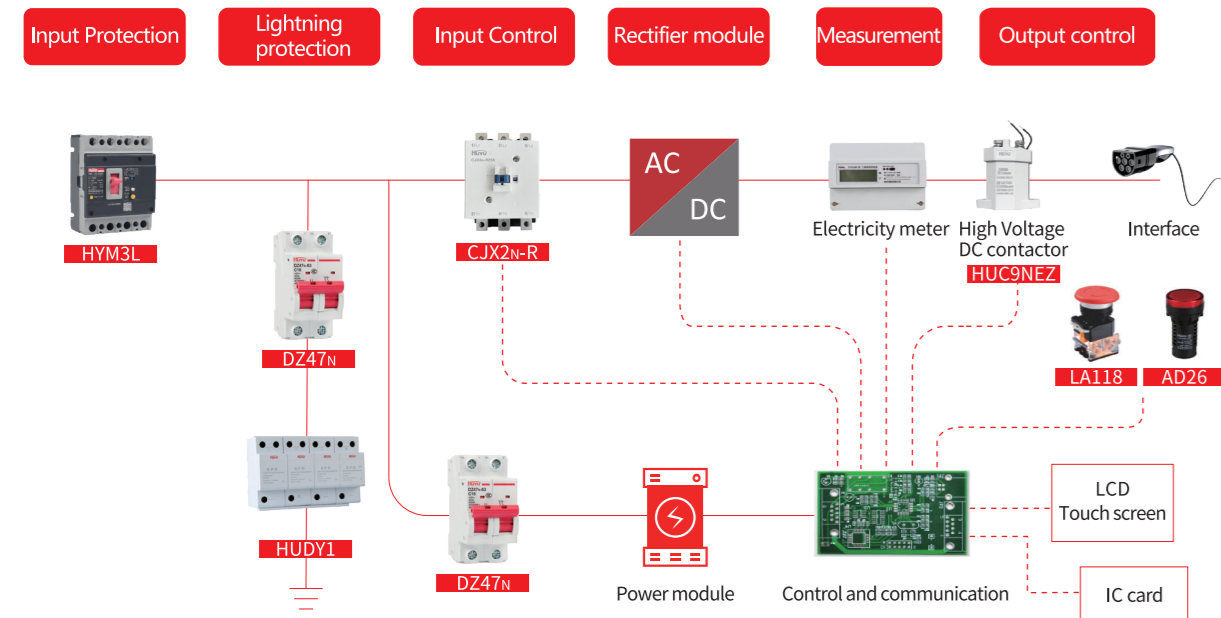 Input Protection
Lightning
protection
Input Control
Rectifier module
Measurement
Output control
HYM3L
CJX2N-R
AC
DC
Electricity meter
High Voltage
DC contactor
HUC9NEZ
Interface
DZ47N
LA118
AD26
HUDY1
DZ47N
Power module
Control and communication
LCD
Touch screen
IC card